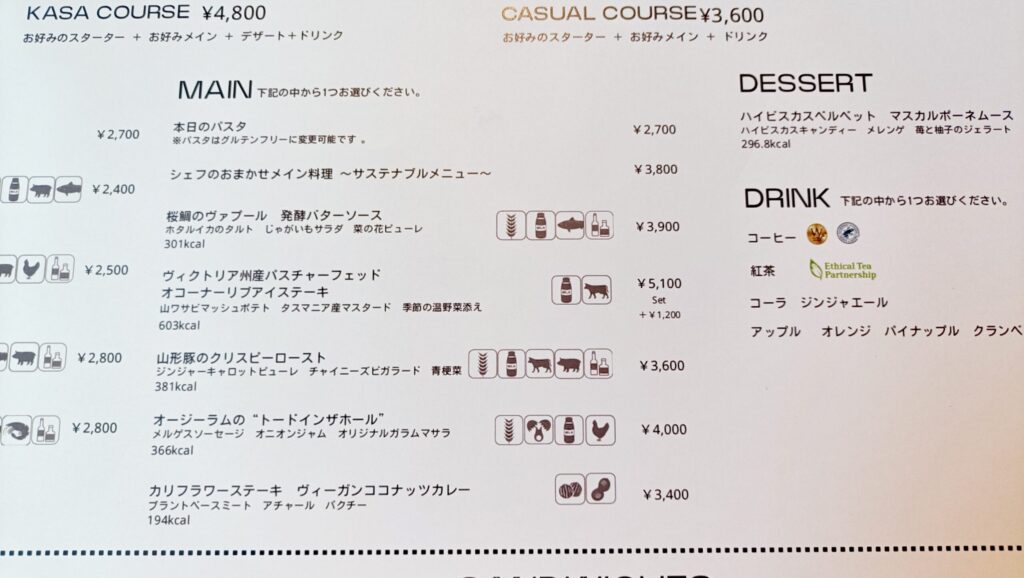 KASA COURSE ¥4,800
お好みのスターター + お好みメイン + デザート+ドリンク
CASUAL COURSE ¥3,600
お好みのスターター + お好みメイン + ドリンク
MAIN 下記の中から1つお選びください。
¥2,700
本日のパスタ
※パスタはグルテンフリーに変更可能です。
¥2,700
シェフのおまかせメイン料理 ～サステナブルメニュー～
¥3,800
¥2,400
桜鯛のヴァプール 発酵バターソース
ホタルイカのタルト じゃがいもサラダ 菜の花ピューレ
301kcal
¥3,900
¥2,500
ヴィクトリア州産パスチャーフェッド
オコーナーリブアイステーキ
山ワサビマッシュポテト タスマニア産マスタード 季節の温野菜添え
603kcal
¥5,100
Set
+¥1,200
¥2,800
山形豚のクリスピーロースト
ジンジャーキャロットピューレ チャイニーズビガラード 青梗菜
381kcal
¥3,600
¥2,800
オージーラムの “トードインザホール”
メルゲスソーセージ オニオンジャム オリジナルガラムマサラ
366kcal
¥4,000
カリフラワーステーキ ヴィーガンココナッツカレー
プラントベースミート アチャール パクチー
194kcal
¥3,400
DESSERT
ハイビスカスベルベット マスカルポーネムース
ハイビスカスキャンディー メレンゲ 苺と柚子のジェラート
296.8kcal
DRINK 下記の中から1つお選びください。
コーヒー
紅茶 Ethical Tea
Partnership
コーラ ジンジャエール
アップル オレンジ パイナップル クランベ